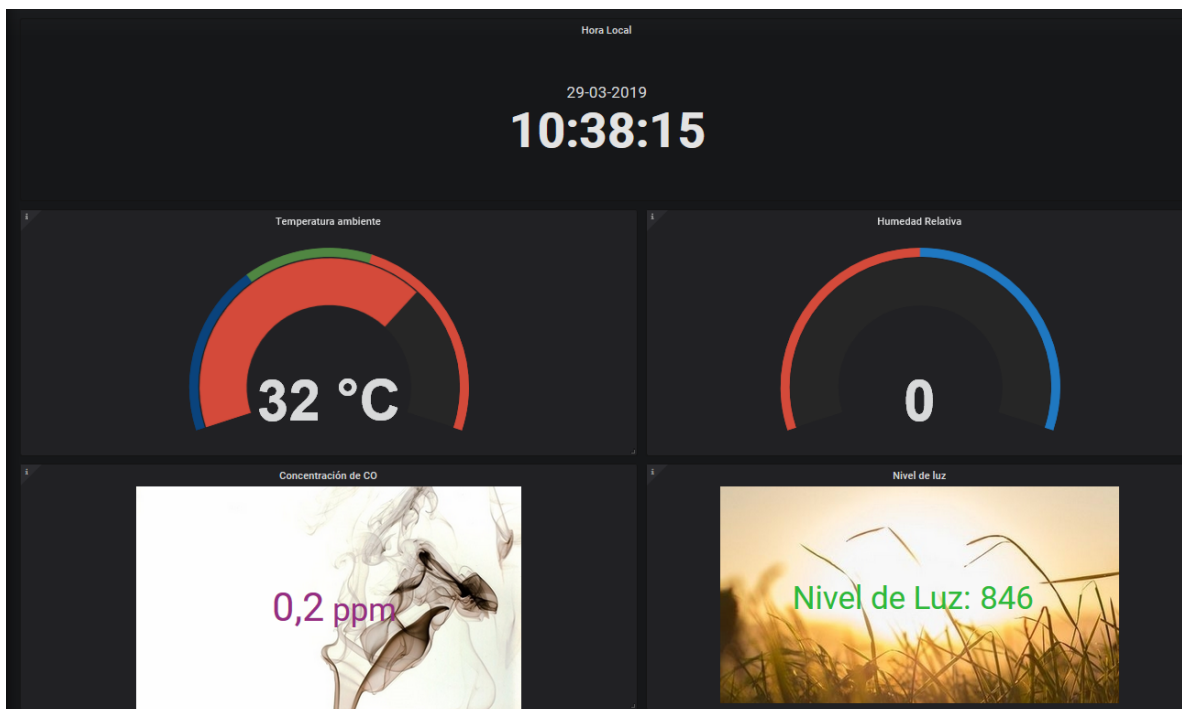 Hora Local
29-03-2019
10:38:15
i
Temperatura ambiente
32 °C
i
Humedad Relativa
0
i
Concentración de CO
0,2 ppm
i
Nivel de luz
Nivel de Luz: 846